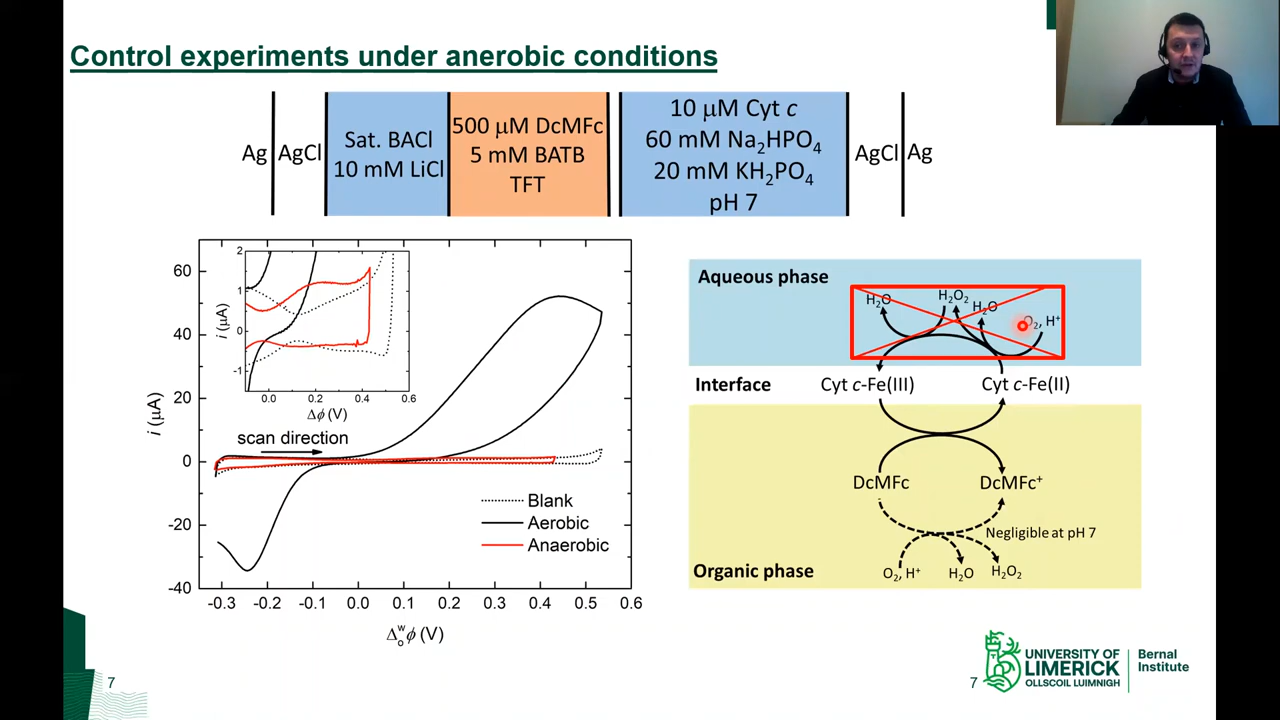 Control experiments under anerobic conditions
Ag
AgCl
Sat. BACl
10 mM LiCl
500 μM DcMFc
5 mM BATB
TFT
10 μM Cyt c
60 mM Na₂HPO₄
20 mM KH₂PO₄
pH 7
AgCl
Ag
i (μA)
60
40
20
0
-20
-40
-0.3 -0.2 -0.1 0.0 0.1 0.2 0.3 0.4 0.5 0.6
Δₒʷϕ (V)
i (μA)
2
1
0
-1
0.0 0.2 0.4 0.6
Δϕ (V)
scan direction
Blank
Aerobic
Anaerobic
Aqueous phase
H₂O
H₂O₂
H₂O
O₂, H⁺
Interface
Cyt c-Fe(III)
Cyt c-Fe(II)
DcMFc
DcMFc⁺
Negligible at pH 7
Organic phase
O₂, H⁺
H₂O
H₂O₂
7
7
UNIVERSITY OF
LIMERICK
OLLSCOIL LUIMNIGH
Bernal
Institute